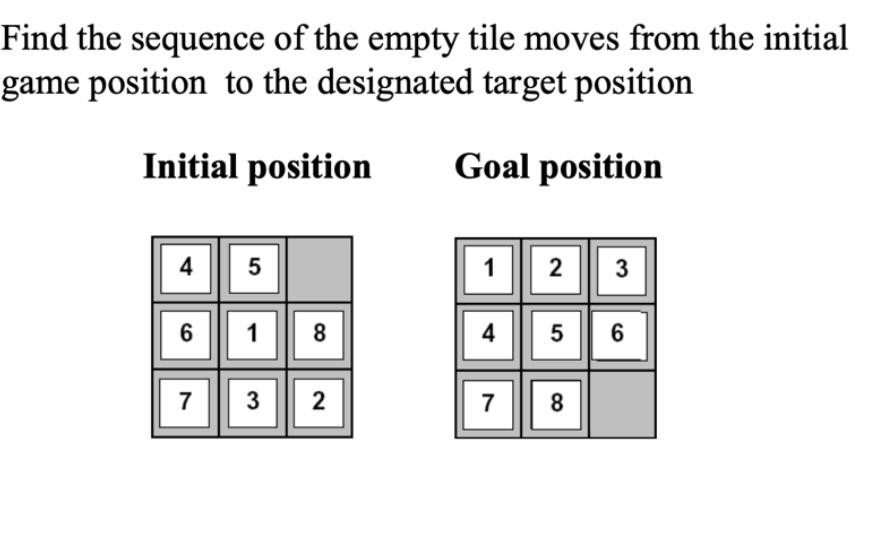 Find the sequence of the empty tile moves from the initial
game position to the designated target position
Initial position Goal position
4 5 1 2 3
6 1 8 4 5 6
7 3 2 7 8